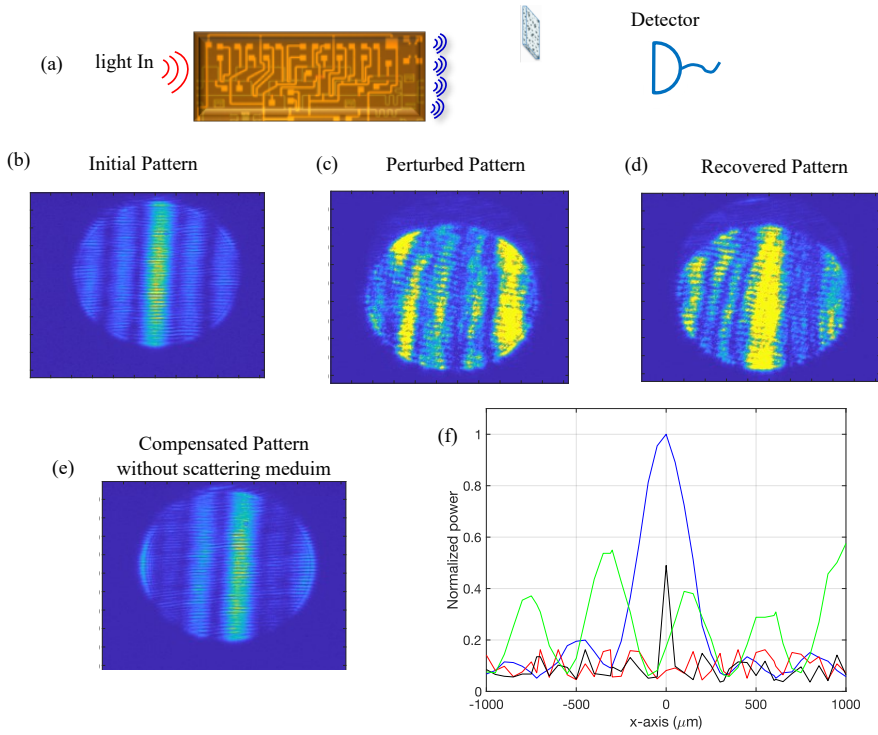 Detector
(a)
light In
(b)
Initial Pattern
(c)
Perturbed Pattern
(d)
Recovered Pattern
Compensated Pattern
without scattering meduim
(e)
(f)
1
0.8
0.6
0.4
0.2
0
Normalized power
-1000
-500
0
500
1000
x-axis (μm)